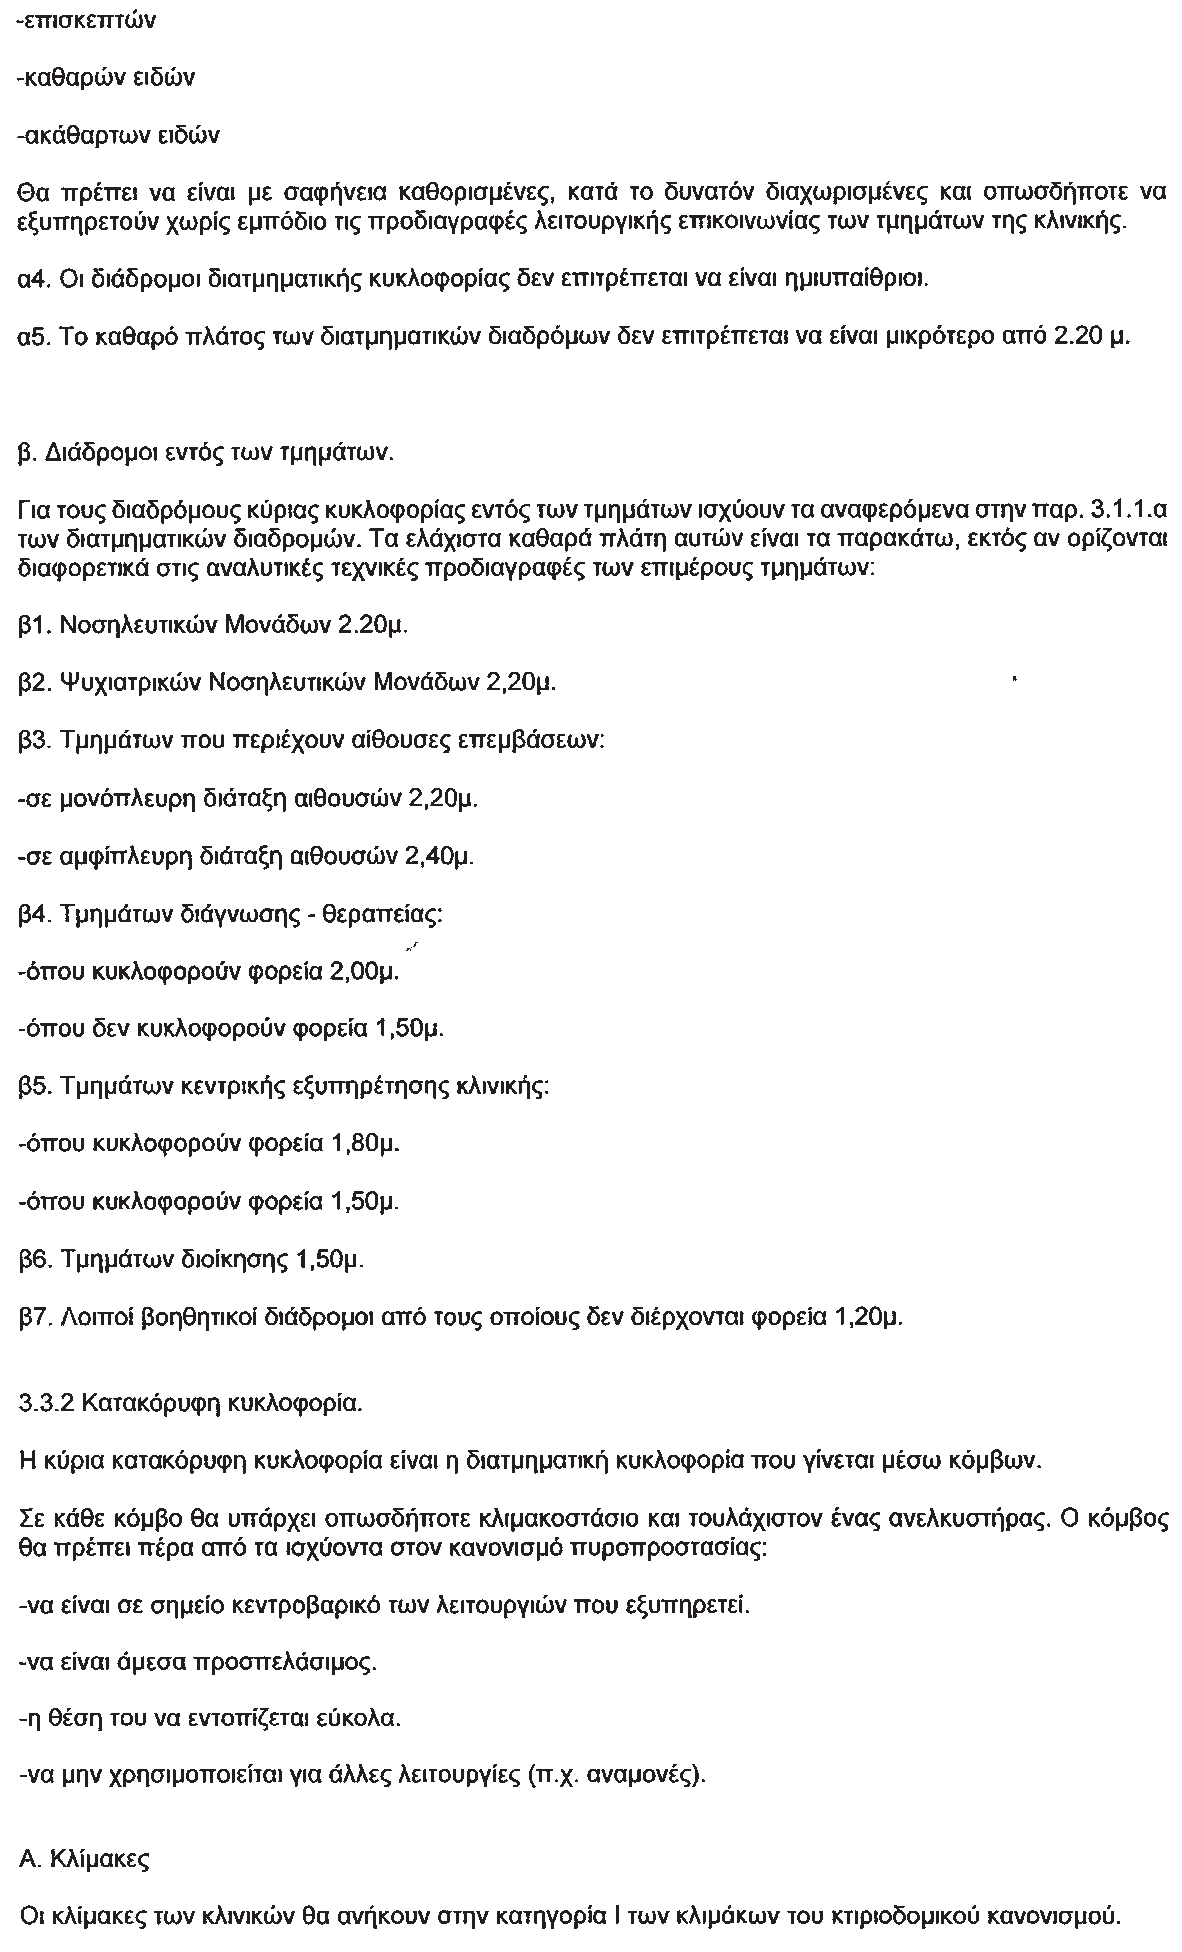 -επισκεπτών
-καθαρών ειδών
-ακάθαρτων ειδών
Θα πρέπει να είναι με σαφήνεια καθορισμένες, κατά το δυνατόν διαχωρισμένες και οπωσδήποτε να
εξυπηρετούν χωρίς εμπόδιο τις προδιαγραφές λειτουργικής επικοινωνίας των τμημάτων της κλινικής.
α4. Οι διάδρομοι διατμηματικής κυκλοφορίας δεν επιτρέπεται να είναι ημιυπαίθριοι.
α5. Το καθαρό πλάτος των διατμηματικών διαδρόμων δεν επιτρέπεται να είναι μικρότερο από 2.20 μ.
β. Διάδρομοι εντός των τμημάτων.
Για τους διαδρόμους κύριας κυκλοφορίας εντός των τμημάτων ισχύουν τα αναφερόμενα στην παρ. 3.1.1.α
των διατμηματικών διαδρομών. Τα ελάχιστα καθαρά πλάτη αυτών είναι τα παρακάτω, εκτός αν ορίζονται
διαφορετικά στις αναλυτικές τεχνικές προδιαγραφές των επιμέρους τμημάτων:
β1. Νοσηλευτικών Μονάδων 2.20μ.
β2. Ψυχιατρικών Νοσηλευτικών Μονάδων 2,20μ.
β3. Τμημάτων που περιέχουν αίθουσες επεμβάσεων:
-σε μονόπλευρη διάταξη αιθουσών 2,20μ.
-σε αμφίπλευρη διάταξη αιθουσών 2,40μ.
β4. Τμημάτων διάγνωσης - θεραπείας:
-όπου κυκλοφορούν φορεία 2,00μ.
-όπου δεν κυκλοφορούν φορεία 1,50μ.
β5. Τμημάτων κεντρικής εξυπηρέτησης κλινικής:
-όπου κυκλοφορούν φορεία 1,80μ.
-όπου κυκλοφορούν φορεία 1,50μ.
β6. Τμημάτων διοίκησης 1,50μ.
β7. Λοιποί βοηθητικοί διάδρομοι από τους οποίους δεν διέρχονται φορεία 1,20μ.
3.3.2 Κατακόρυφη κυκλοφορία.
Η κύρια κατακόρυφη κυκλοφορία είναι η διατμηματική κυκλοφορία που γίνεται μέσω κόμβων.
Σε κάθε κόμβο θα υπάρχει οπωσδήποτε κλιμακοστάσιο και τουλάχιστον ένας ανελκυστήρας. Ο κόμβος
θα πρέπει πέρα από τα ισχύοντα στον κανονισμό πυροπροστασίας:
-να είναι σε σημείο κεντροβαρικό των λειτουργιών που εξυπηρετεί.
-να είναι άμεσα προσπελάσιμος.
-η θέση του να εντοπίζεται εύκολα.
-να μην χρησιμοποιείται για άλλες λειτουργίες (π.χ. αναμονές).
Α. Κλίμακες
Οι κλίμακες των κλινικών θα ανήκουν στην κατηγορία Ι των κλιμάκων του κτιριοδομικού κανονισμού.